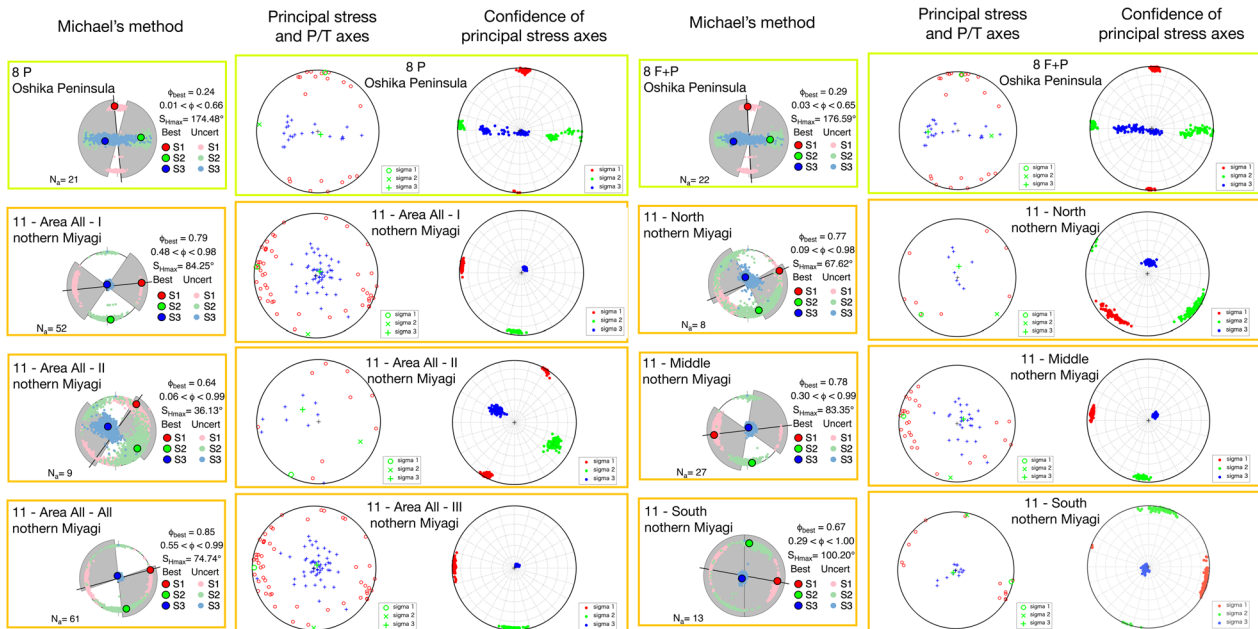 Michael's method
Principal stress
and P/T axes
Confidence of
principal stress axes
Michael's method
Principal stress
and P/T axes
Confidence of
principal stress axes
8 P
Oshika Peninsula
ϕbest = 0.24
0.01 < ϕ < 0.66
SHmax= 174.48°
Best Uncert
S1 S1
S2 S2
S3 S3
Na= 21
8 P
Oshika Peninsula
sigma 1
sigma 2
sigma 3
sigma 1
sigma 2
sigma 3
8 F+P
Oshika Peninsula
ϕbest = 0.29
0.03 < ϕ < 0.65
SHmax= 176.59°
Best Uncert
S1 S1
S2 S2
S3 S3
Na= 22
8 F+P
Oshika Peninsula
sigma 1
sigma 2
sigma 3
sigma 1
sigma 2
sigma 3
11 - Area All - I
nothern Miyagi
ϕbest = 0.79
0.48 < ϕ < 0.98
SHmax= 84.25°
Best Uncert
S1 S1
S2 S2
S3 S3
Na= 52
11 - Area All - I
nothern Miyagi
sigma 1
sigma 2
sigma 3
sigma 1
sigma 2
sigma 3
11 - North
nothern Miyagi
ϕbest = 0.77
0.09 < ϕ < 0.98
SHmax= 67.62°
Best Uncert
S1 S1
S2 S2
S3 S3
Na= 8
11 - North
nothern Miyagi
sigma 1
sigma 2
sigma 3
sigma 1
sigma 2
sigma 3
11 - Area All - II
nothern Miyagi
ϕbest = 0.64
0.06 < ϕ < 0.99
SHmax= 36.13°
Best Uncert
S1 S1
S2 S2
S3 S3
Na= 9
11 - Area All - II
nothern Miyagi
sigma 1
sigma 2
sigma 3
sigma 1
sigma 2
sigma 3
11 - Middle
nothern Miyagi
ϕbest = 0.78
0.30 < ϕ < 0.99
SHmax= 83.35°
Best Uncert
S1 S1
S2 S2
S3 S3
Na= 27
11 - Middle
nothern Miyagi
sigma 1
sigma 2
sigma 3
sigma 1
sigma 2
sigma 3
11 - Area All - All
nothern Miyagi
ϕbest = 0.85
0.55 < ϕ < 0.99
SHmax= 74.74°
Best Uncert
S1 S1
S2 S2
S3 S3
Na= 61
11 - Area All - III
nothern Miyagi
sigma 1
sigma 2
sigma 3
sigma 1
sigma 2
sigma 3
11 - South
nothern Miyagi
ϕbest = 0.67
0.29 < ϕ < 1.00
SHmax= 100.20°
Best Uncert
S1 S1
S2 S2
S3 S3
Na= 13
11 - South
nothern Miyagi
sigma 1
sigma 2
sigma 3
sigma 1
sigma 2
sigma 3